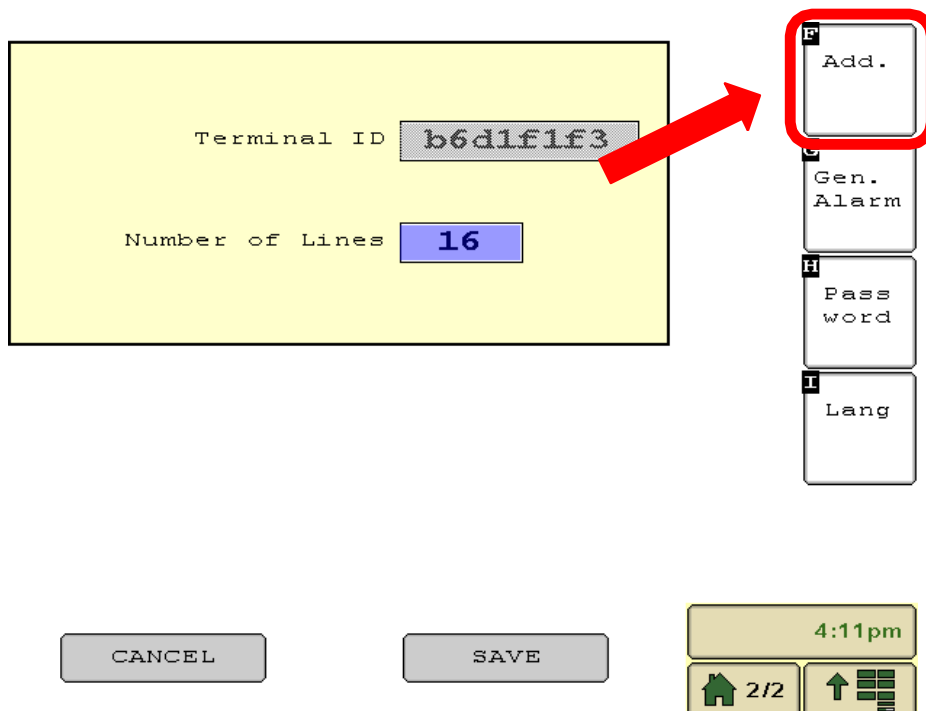 F
Add.
Terminal ID b6d1f1f3
G
Gen.
Alarm
Number of Lines 16
H
Pass
word
I
Lang
CANCEL
SAVE
4:11pm
2/2